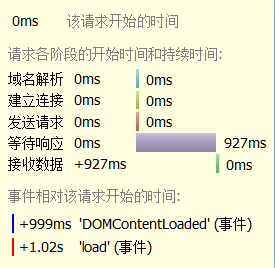 0ms 该请求开始的时间
请求各阶段的开始时间和持续时间:
域名解析 0ms 0ms
建立连接 0ms 0ms
发送请求 0ms 0ms
等待响应 0ms 927ms
接收数据 +927ms 0ms
事件相对该请求开始的时间:
+999ms 'DOMContentLoaded' (事件)
+1.02s 'load' (事件)